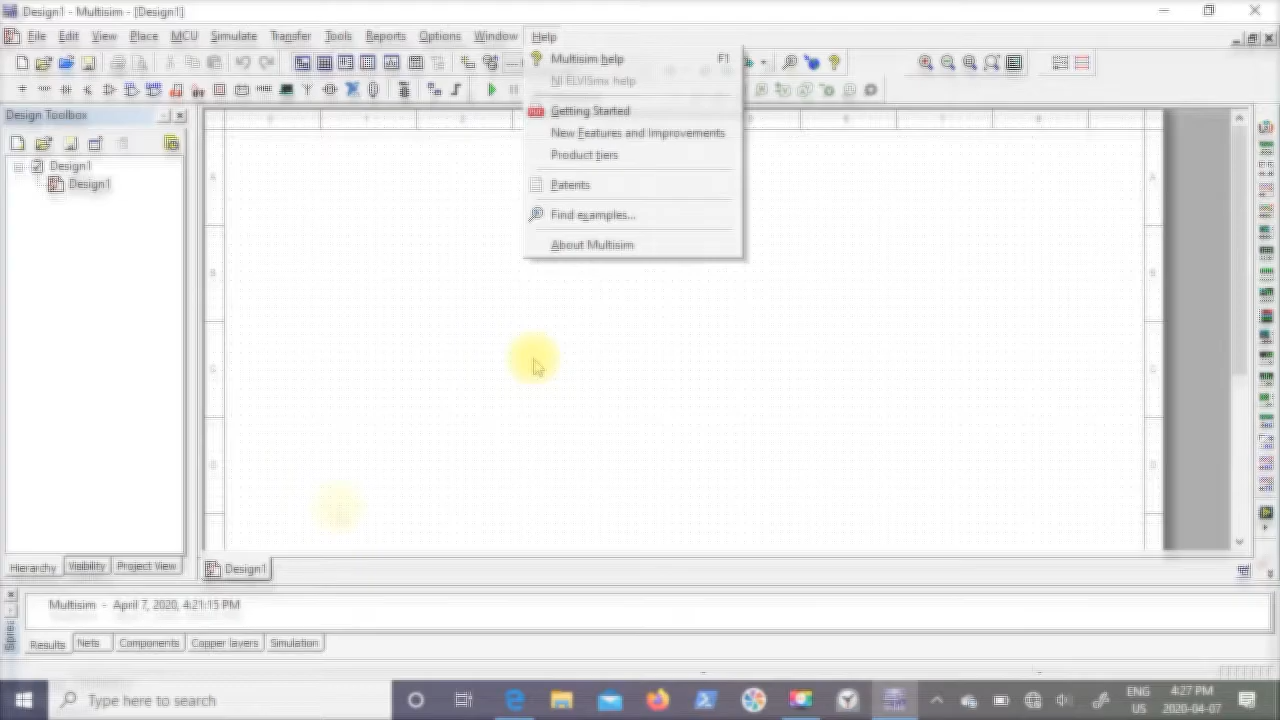 Design1 - Multisim - [Design1]
File Edit View Place MCU Simulate Transfer Tools Reports Options Window Help
Multisim help F1
NI ELVISmx help
Getting Started
New Features and Improvements
Product tiers
Patents
Find examples...
About Multisim
Design Toolbox
Design1
Design1
Hierarchy Visibility Project View
Design1
Multisim - April 7, 2020, 4:21:15 PM
Results Nets Components Copper layers Simulation
Type here to search
ENG 4:27 PM
US 2020-04-07